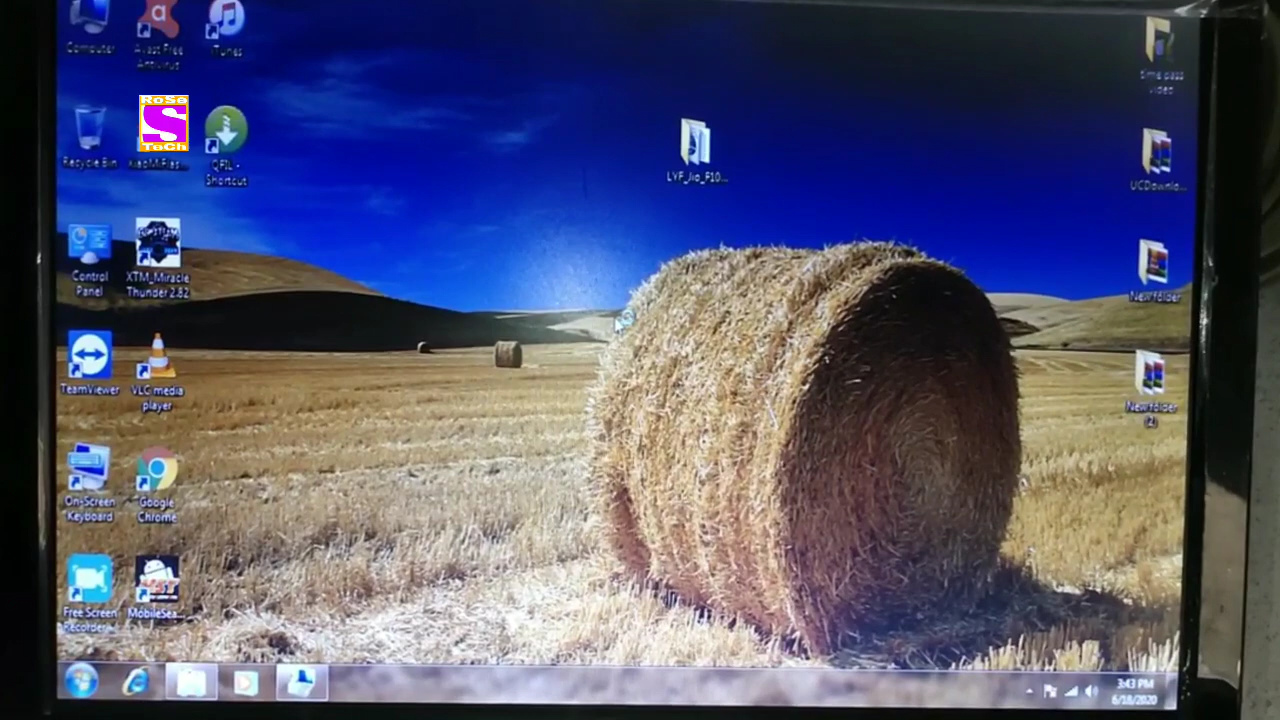 Computer
Avast Free
Antivirus
iTunes
time pass
video
RoSe
S
TeCh
Recycle Bin
XiaoMiFlas...
QFIL -
Shortcut
LYF_Jio_F10...
UCDownlo...
Control
Panel
XTM_Miracle
Thunder 2.82
New folder
TeamViewer
VLC media
player
New folder
(2)
On-Screen
Keyboard
Google
Chrome
Free Screen
Recorder
MobileSea...
3:43 PM
6/18/2020